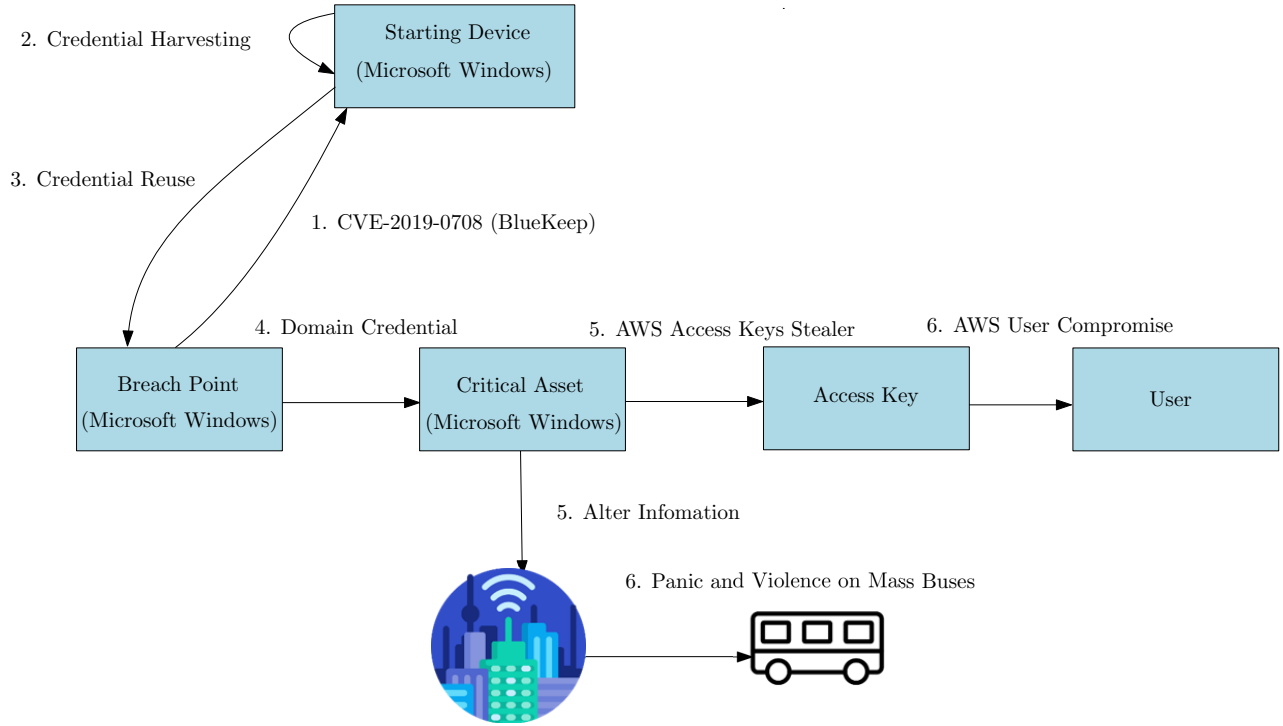 2. Credential Harvesting
Starting Device
(Microsoft Windows)
3. Credential Reuse
1. CVE-2019-0708 (BlueKeep)
4. Domain Credential
5. AWS Access Keys Stealer
6. AWS User Compromise
Breach Point
(Microsoft Windows)
Critical Asset
(Microsoft Windows)
Access Key
User
5. Alter Infomation
6. Panic and Violence on Mass Buses